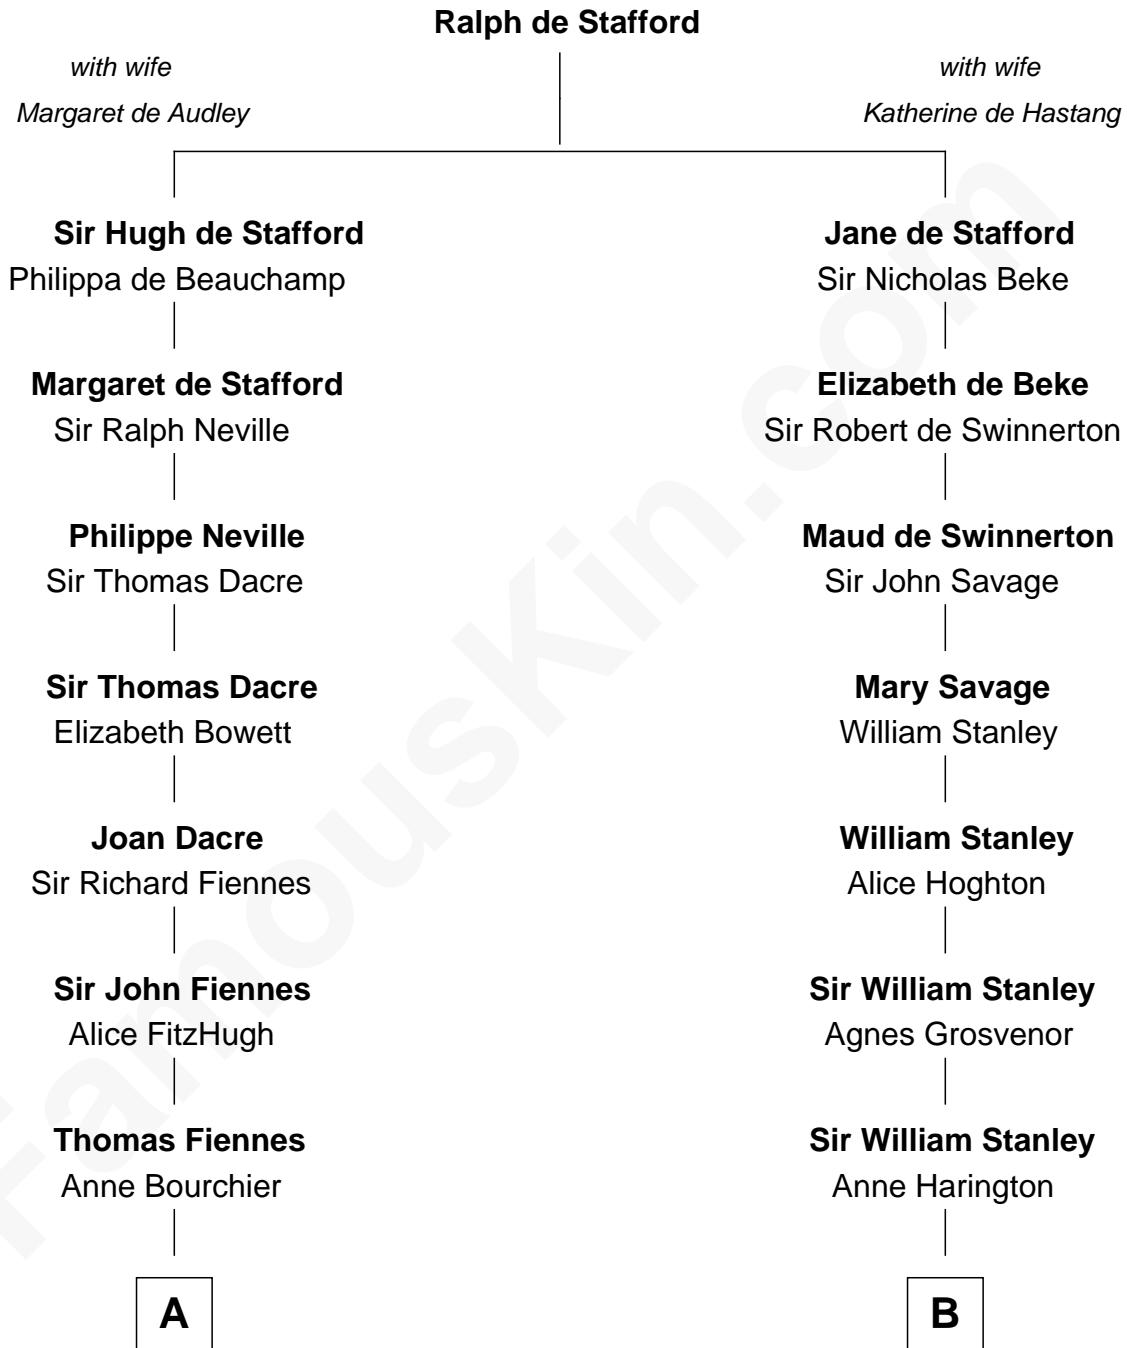 Ralph de Stafford
with wife
Margaret de Audley
with wife
Katherine de Hastang
Sir Hugh de Stafford
Philippa de Beauchamp
Jane de Stafford
Sir Nicholas Beke
Margaret de Stafford
Sir Ralph Neville
Elizabeth de Beke
Sir Robert de Swinnerton
Philippe Neville
Sir Thomas Dacre
Maud de Swinnerton
Sir John Savage
Sir Thomas Dacre
Elizabeth Bowett
Mary Savage
William Stanley
Joan Dacre
Sir Richard Fiennes
William Stanley
Alice Hoghton
Sir John Fiennes
Alice FitzHugh
Sir William Stanley
Agnes Grosvenor
Thomas Fiennes
Anne Bourchier
Sir William Stanley
Anne Harington
A
B
FamousKin.com